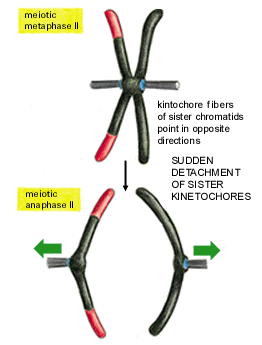 meiotic
metaphase II
kintochore fibers
of sister chromatids
point in opposite
directions
SUDDEN
DETACHMENT
OF SISTER
KINETOCHORES
meiotic
anaphase II